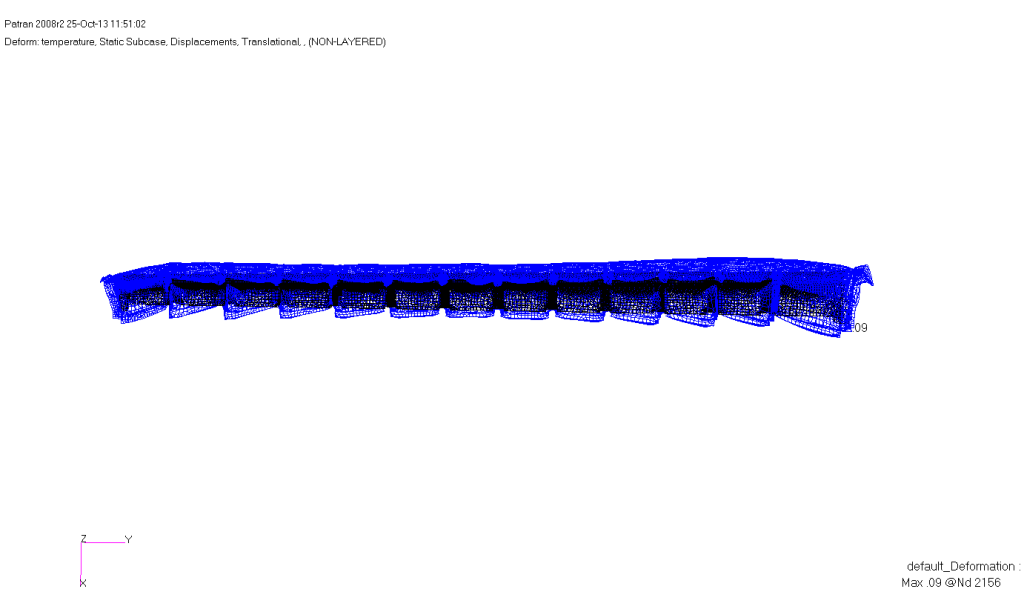 Patran 2008r2 25-Oct-13 11:51:02
Deform: temperature, Static Subcase, Displacements, Translational, , (NON-LAYERED)
Z
Y
X
default_Deformation :
Max .09 @Nd 2156